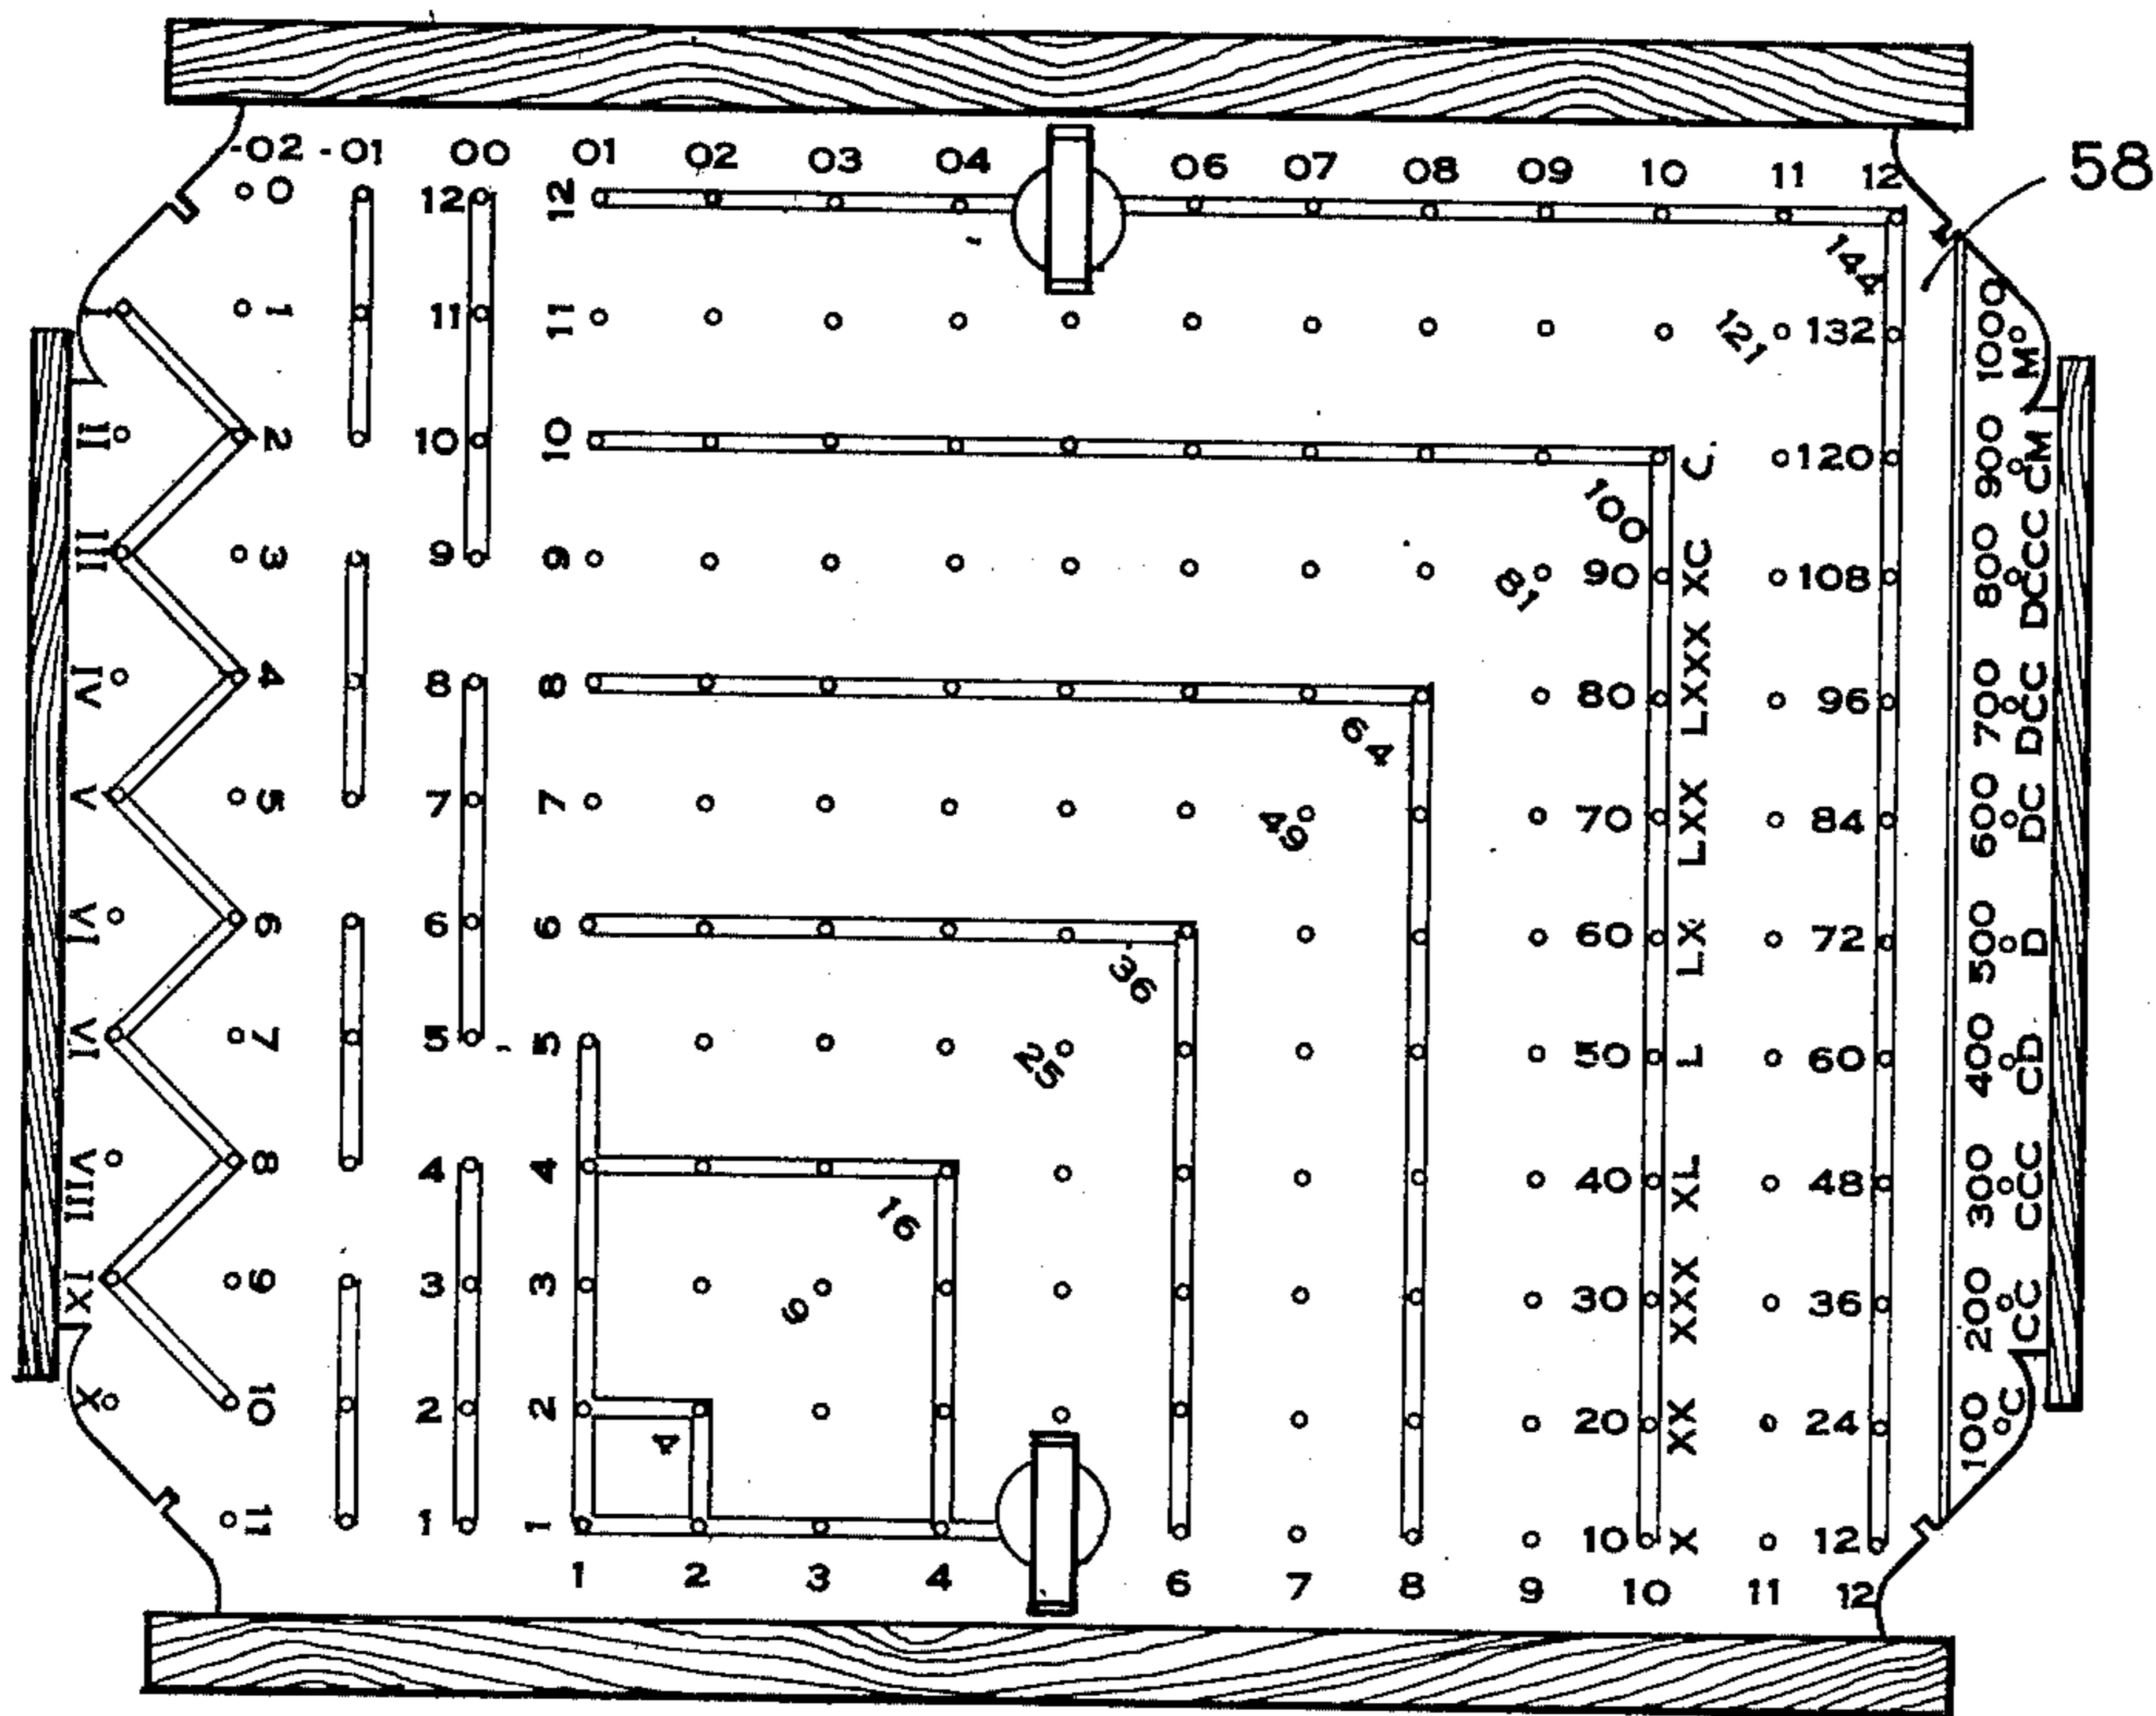 -02 -01 00 01 02 03 04 06 07 08 09 10 11 12
58
0 12 12 144
I 1 11 11 121 132 1000 M
II 2 10 10 C 120 900 CM
100
III 3 9 9 81 90 XC 108 800 DCCC
IV 4 8 8 64 80 LXXX 96 700 DCC
V 5 7 7 49 70 LXX 84 600 DC
VI 6 6 6 36 60 LX 72 500 D
VI 7 5 5 25 50 L 60 400 CD
VIII 8 4 4 16 40 XL 48 300 CCC
IX 9 3 3 9 30 XXX 36 200 CC
X 10 2 2 4 20 XX 24 100 C
11 1 1 10 X 12
1 2 3 4 6 7 8 9 10 11 12